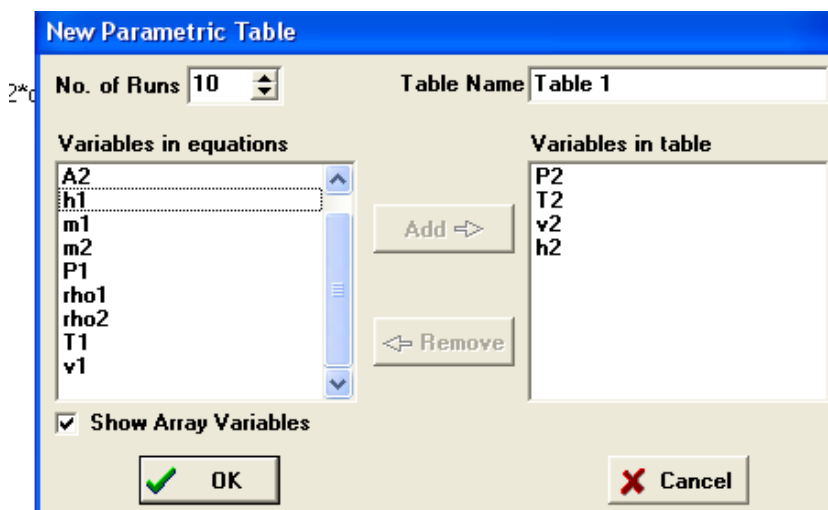 New Parametric Table
2*
No. of Runs 10 Table Name Table 1
Variables in equations Variables in table
A2
h1
m1
m2
P1
rho1
rho2
T1
v1
Add
Remove
P2
T2
v2
h2
Show Array Variables
OK Cancel